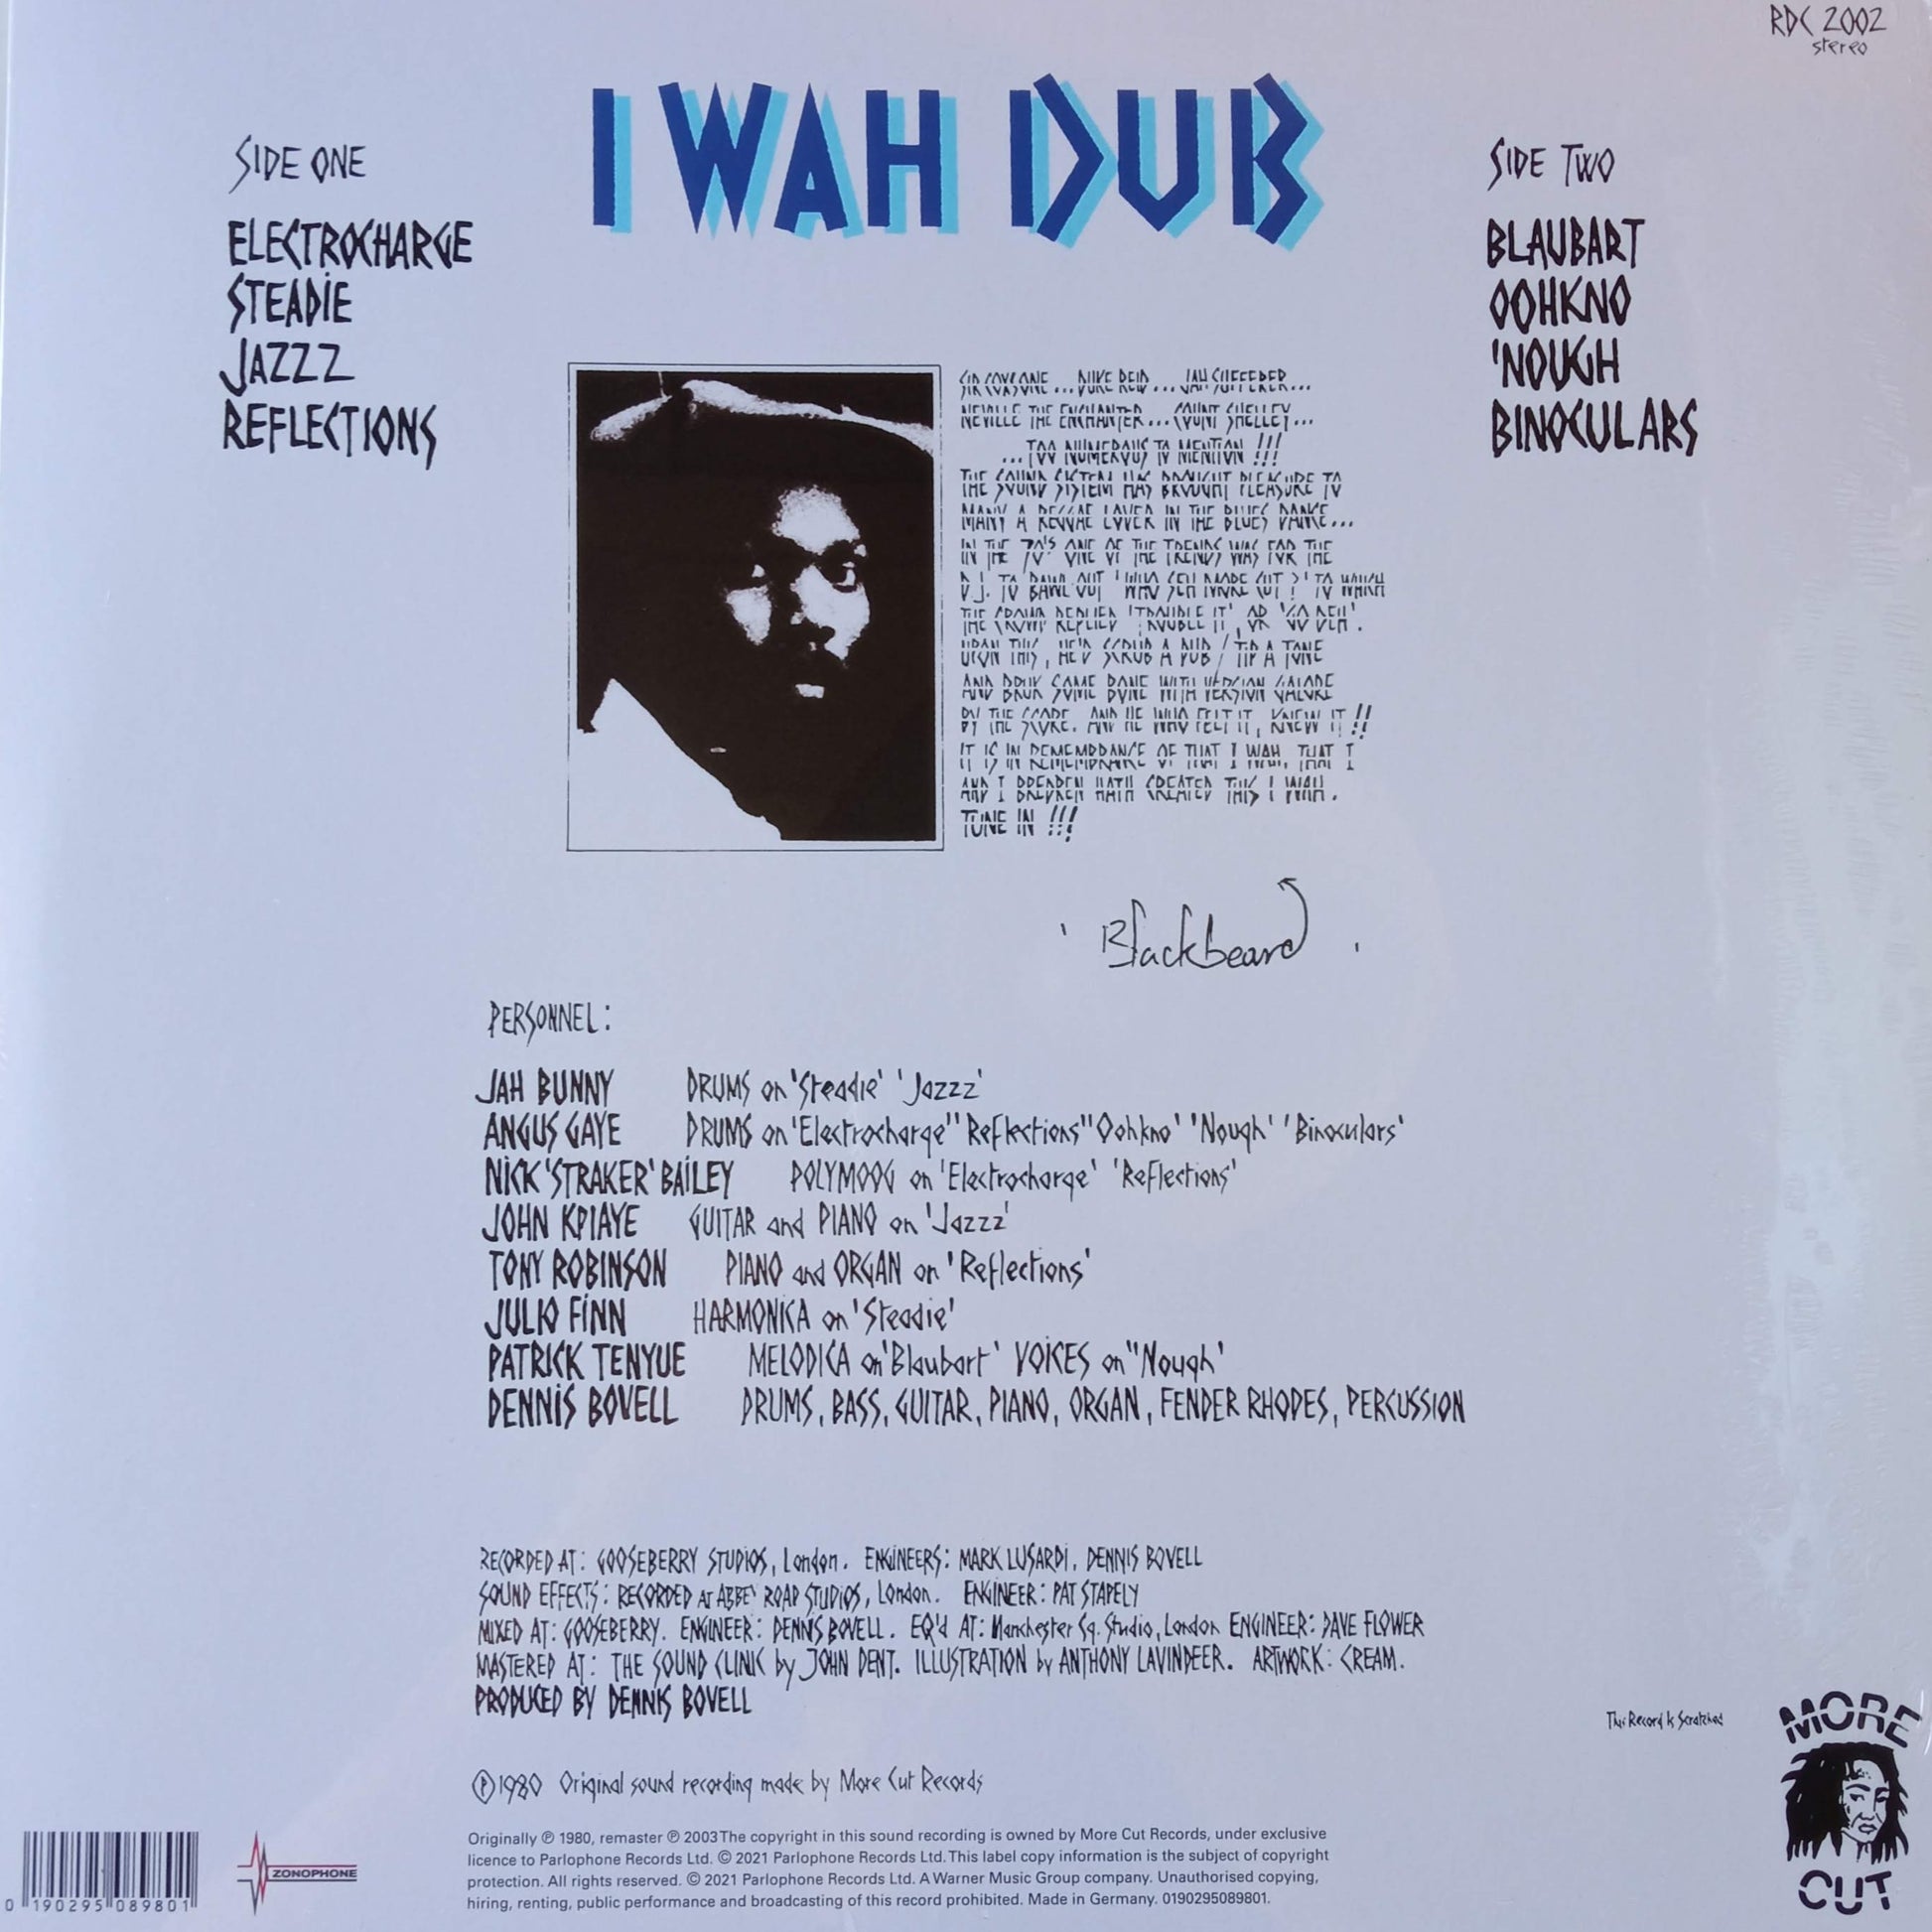 RDC 2002
stereo
I WAH DUB
SIDE ONE
ELECTROCHARGE
STEADIE
JAZZZ
REFLECTIONS
SIDE TWO
BLAUBART
OOHKNO
'NOUGH
BINOCULARS
SIR COXSONE ... DUKE REID ... JAH SUFFERER ...
NEVILLE THE ENCHANTER ... COUNT SHELLEY ...
... TOO NUMEROUS TO MENTION !!!
THE SOUND SISTEM HAS BROUGHT PLEASURE TO
MANY A REGGAE LOVER IN THE BLUES DANCE ...
IN THE 70'S ONE OF THE TRENDS WAS FOR THE
D.J. TO BAWL OUT 'WHO SEH MORE CUT ?' TO WHICH
THE CROWD REPLIED 'TROUBLE IT', OR 'GO DEH'.
UPON THIS, HE'D SCRUB A DUB / TIP A TONE
AND BRUK SOME BONE WITH VERSION GALORE
BY THE SCORE. AND HE WHO FELT IT, KNEW IT !!
IT IS IN REMEMBRANCE OF THAT I WAH, THAT I
AND I BREDREN HATH CREATED THIS I WAH.
TUNE IN !!!
'Blackbeard'
PERSONNEL:
JAH BUNNY DRUMS on 'Steadie' 'Jazzz'
ANGUS GAYE DRUMS on 'Electrocharge' 'Reflections' 'Oohkno' 'Nough' 'Binoculars'
NICK 'STRAKER' BAILEY POLYMOOG on 'Electrocharge' 'Reflections'
JOHN KPIAYE GUITAR and PIANO on 'Jazzz'
TONY ROBINSON PIANO and ORGAN on 'Reflections'
JULIO FINN HARMONICA on 'Steadie'
PATRICK TENYUE MELODICA on 'Blaubart' VOICES on ''Nough'
DENNIS BOVELL DRUMS, BASS, GUITAR, PIANO, ORGAN, FENDER RHODES, PERCUSSION
RECORDED AT: GOOSEBERRY STUDIOS, London. ENGINEERS: MARK LUSARDI, DENNIS BOVELL
SOUND EFFECTS: RECORDED AT ABBEY ROAD STUDIOS, London. ENGINEER: PAT STAPELY
MIXED AT: GOOSEBERRY. ENGINEER: DENNIS BOVELL. EQ'd AT: Manchester Sq. Studio, London ENGINEER: DAVE FLOWER
MASTERED AT: THE SOUND CLINIC by JOHN DENT. ILLUSTRATION by ANTHONY LAVINDEER. ARTWORK: CREAM.
PRODUCED BY DENNIS BOVELL
This Record Is Scratched
MORE
CUT
℗ 1980 Original sound recording made by More Cut Records
Originally ℗ 1980, remaster ℗ 2003 The copyright in this sound recording is owned by More Cut Records, under exclusive
licence to Parlophone Records Ltd. © 2021 Parlophone Records Ltd. This label copy information is the subject of copyright
protection. All rights reserved. © 2021 Parlophone Records Ltd. A Warner Music Group company. Unauthorised copying,
hiring, renting, public performance and broadcasting of this record prohibited. Made in Germany. 0190295089801.
0 190295 089801
ZONOPHONE